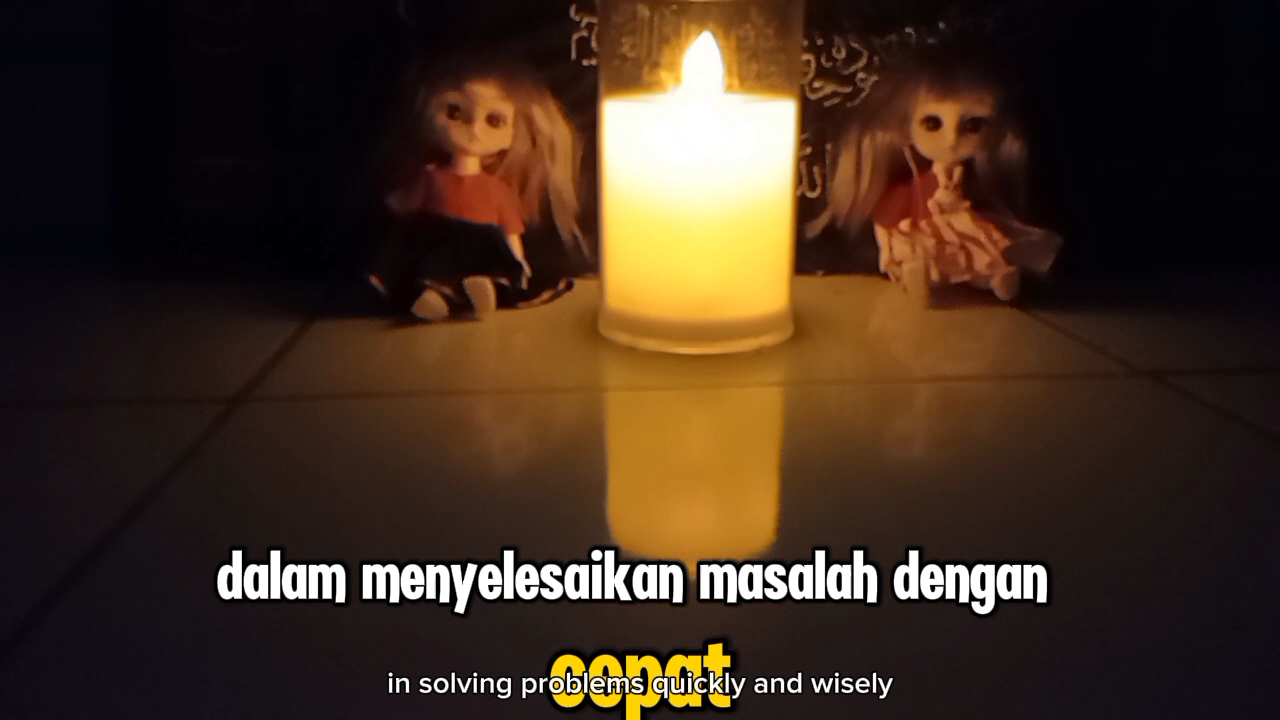 dalam menyelesaikan masalah dengan
cepat
in solving problems quickly and wisely